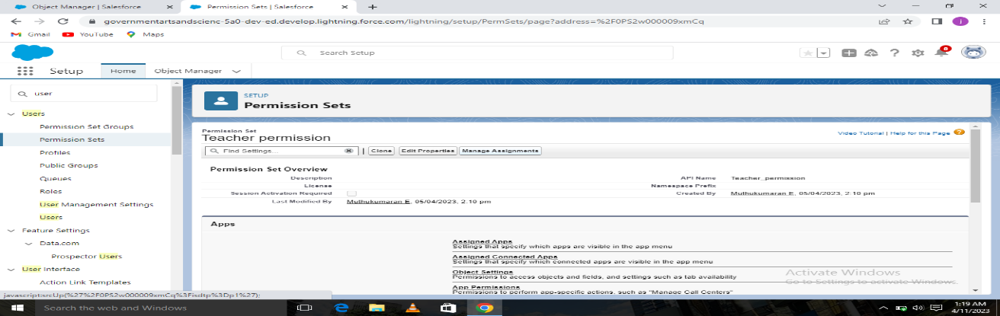 Object Manager | Salesforce
Permission Sets | Salesforce
governmentartsandscienc-5a0-dev-ed.develop.lightning.force.com/lightning/setup/PermSets/page?address=%2F0PS2w000009xmCq
Gmail YouTube Maps
Search Setup
8
Setup Home Object Manager
user
Users
Permission Set Groups
Permission Sets
Profiles
Public Groups
Queues
Roles
User Management Settings
Users
Feature Settings
Data.com
Prospector Users
User Interface
Action Link Templates
SETUP
Permission Sets
Permission Set
Teacher permission
Video Tutorial | Help for this Page
Find Settings... | Clone Edit Properties Manage Assignments
Permission Set Overview
Description API Name Teacher_permission
License Namespace Prefix
Session Activation Required Created By Muthukumaran E, 05/04/2023, 2:10 pm
Last Modified By Muthukumaran E, 05/04/2023, 2:10 pm
Apps
Assigned Apps
Settings that specify which apps are visible in the app menu
Assigned Connected Apps
Settings that specify which connected apps are visible in the app menu
Object Settings
Permissions to access objects and fields, and settings such as tab availability
App Permissions
Permissions to perform app-specific actions, such as "Manage Call Centers"
Activate Windows
Go to Settings to activate Windows.
javascript:srcUp(%27%2F0PS2w000009xmCq%3Fisdtp%3Dp1%27);
Search the web and Windows
1:19 AM
4/11/2023